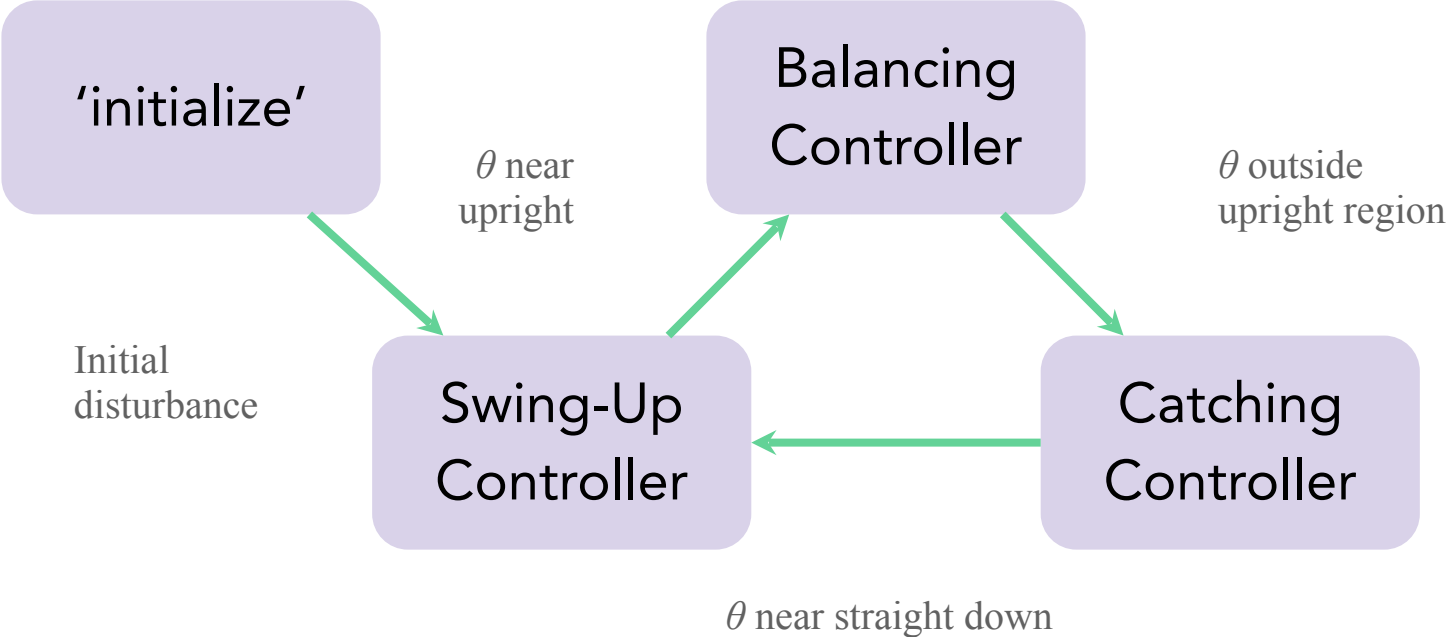 ‘initialize’
Balancing
Controller
θ near
upright
θ outside
upright region
Initial
disturbance
Swing-Up
Controller
Catching
Controller
θ near straight down